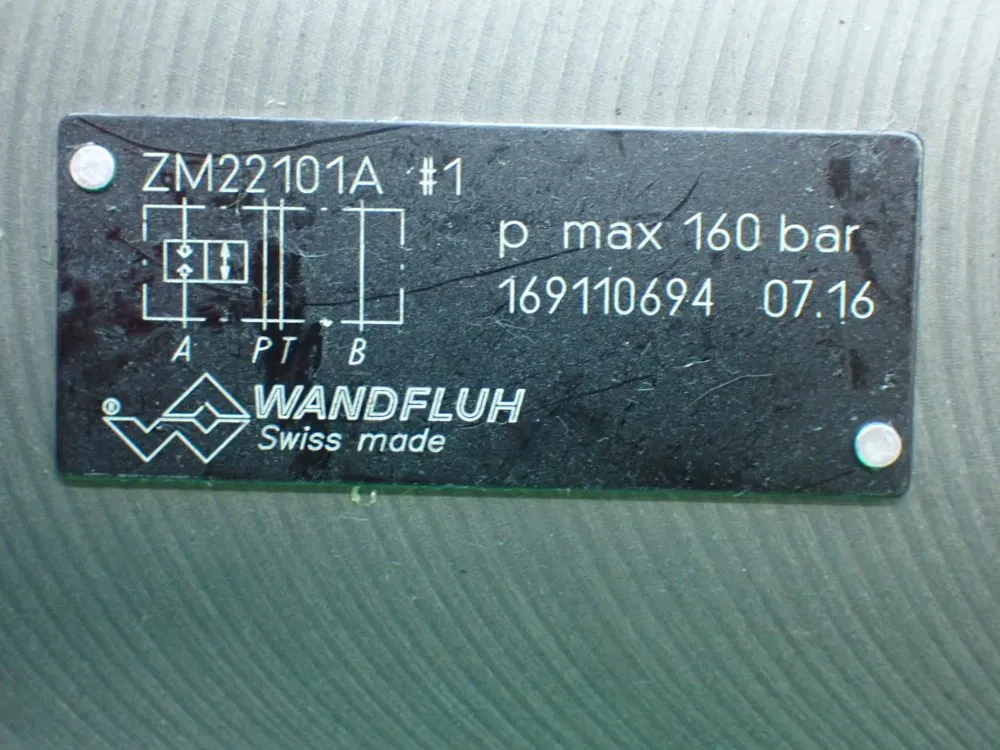 ZM22101A #1
p max 160 bar
169110694 07.16
A P T B
® WANDFLUH
Swiss made